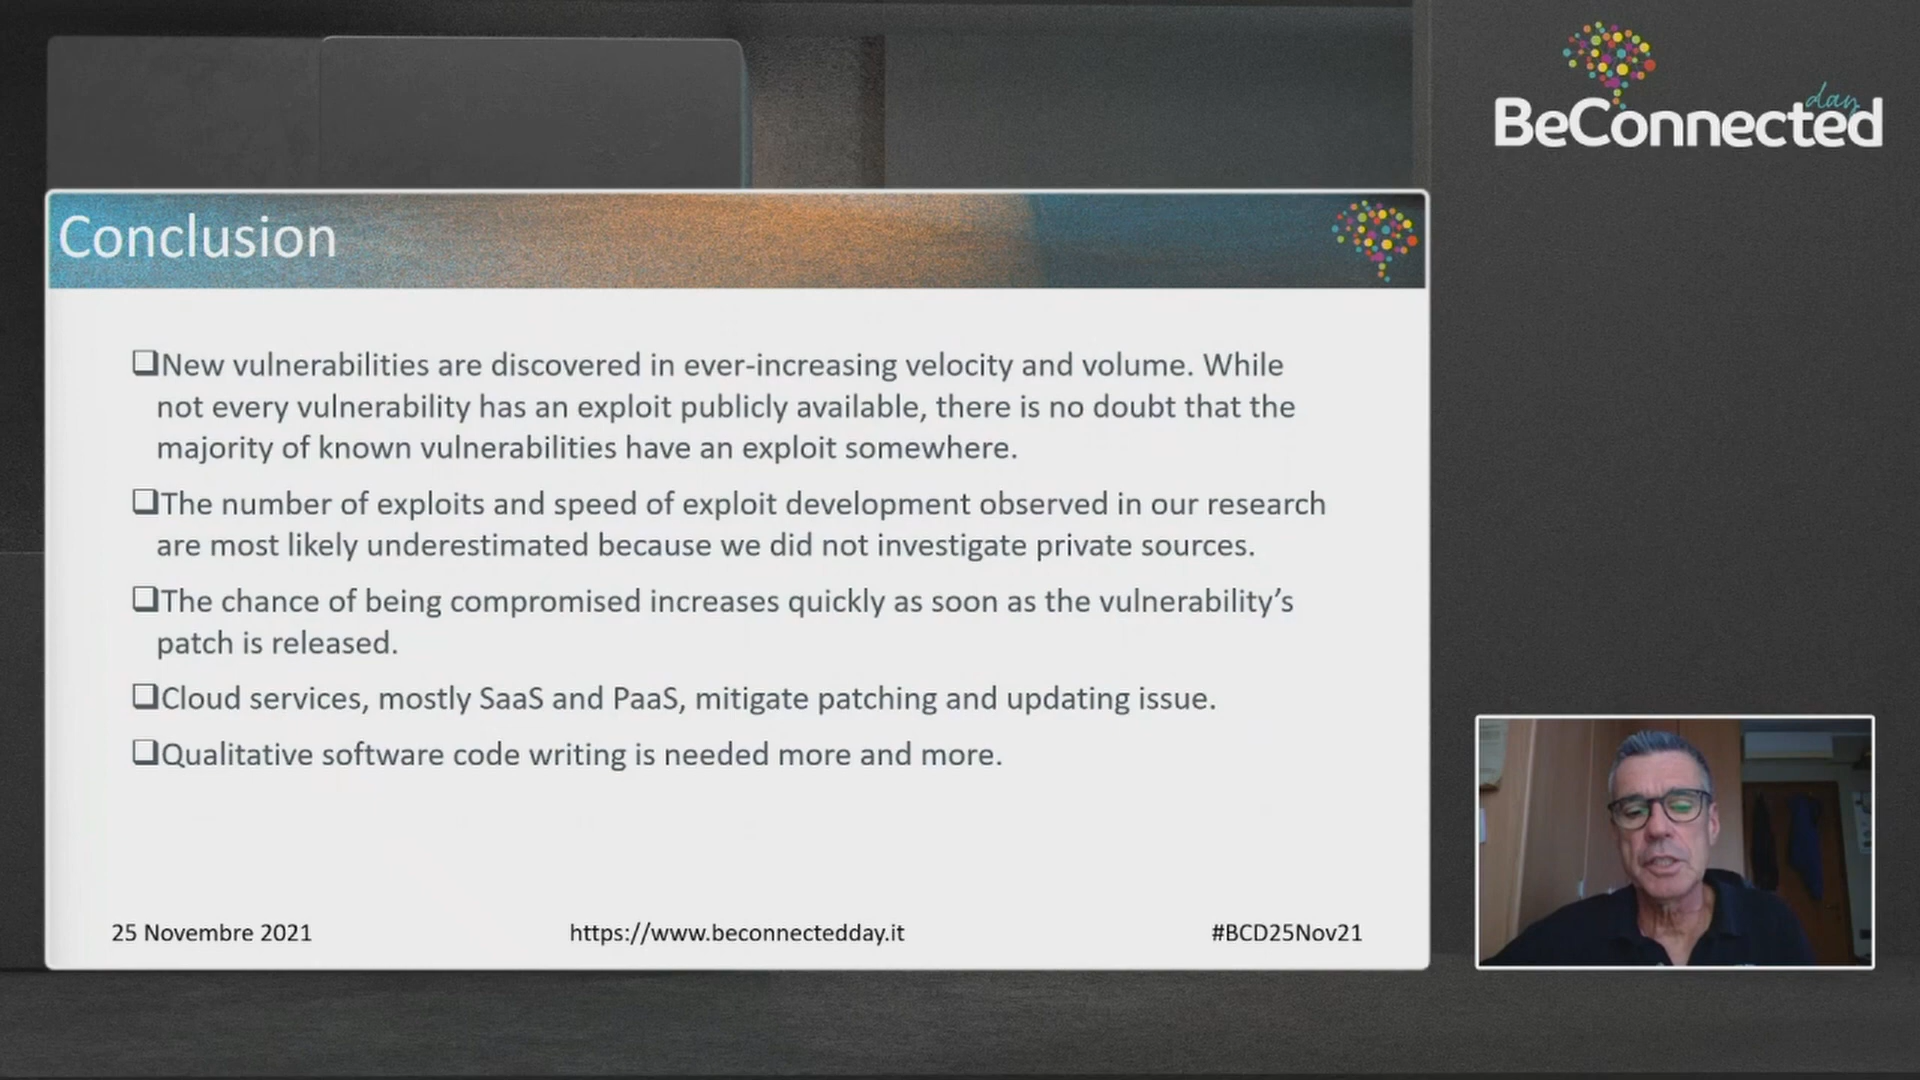 day
BeConnected
Conclusion
❑New vulnerabilities are discovered in ever-increasing velocity and volume. While
not every vulnerability has an exploit publicly available, there is no doubt that the
majority of known vulnerabilities have an exploit somewhere.
❑The number of exploits and speed of exploit development observed in our research
are most likely underestimated because we did not investigate private sources.
❑The chance of being compromised increases quickly as soon as the vulnerability’s
patch is released.
❑Cloud services, mostly SaaS and PaaS, mitigate patching and updating issue.
❑Qualitative software code writing is needed more and more.
25 Novembre 2021 https://www.beconnectedday.it #BCD25Nov21